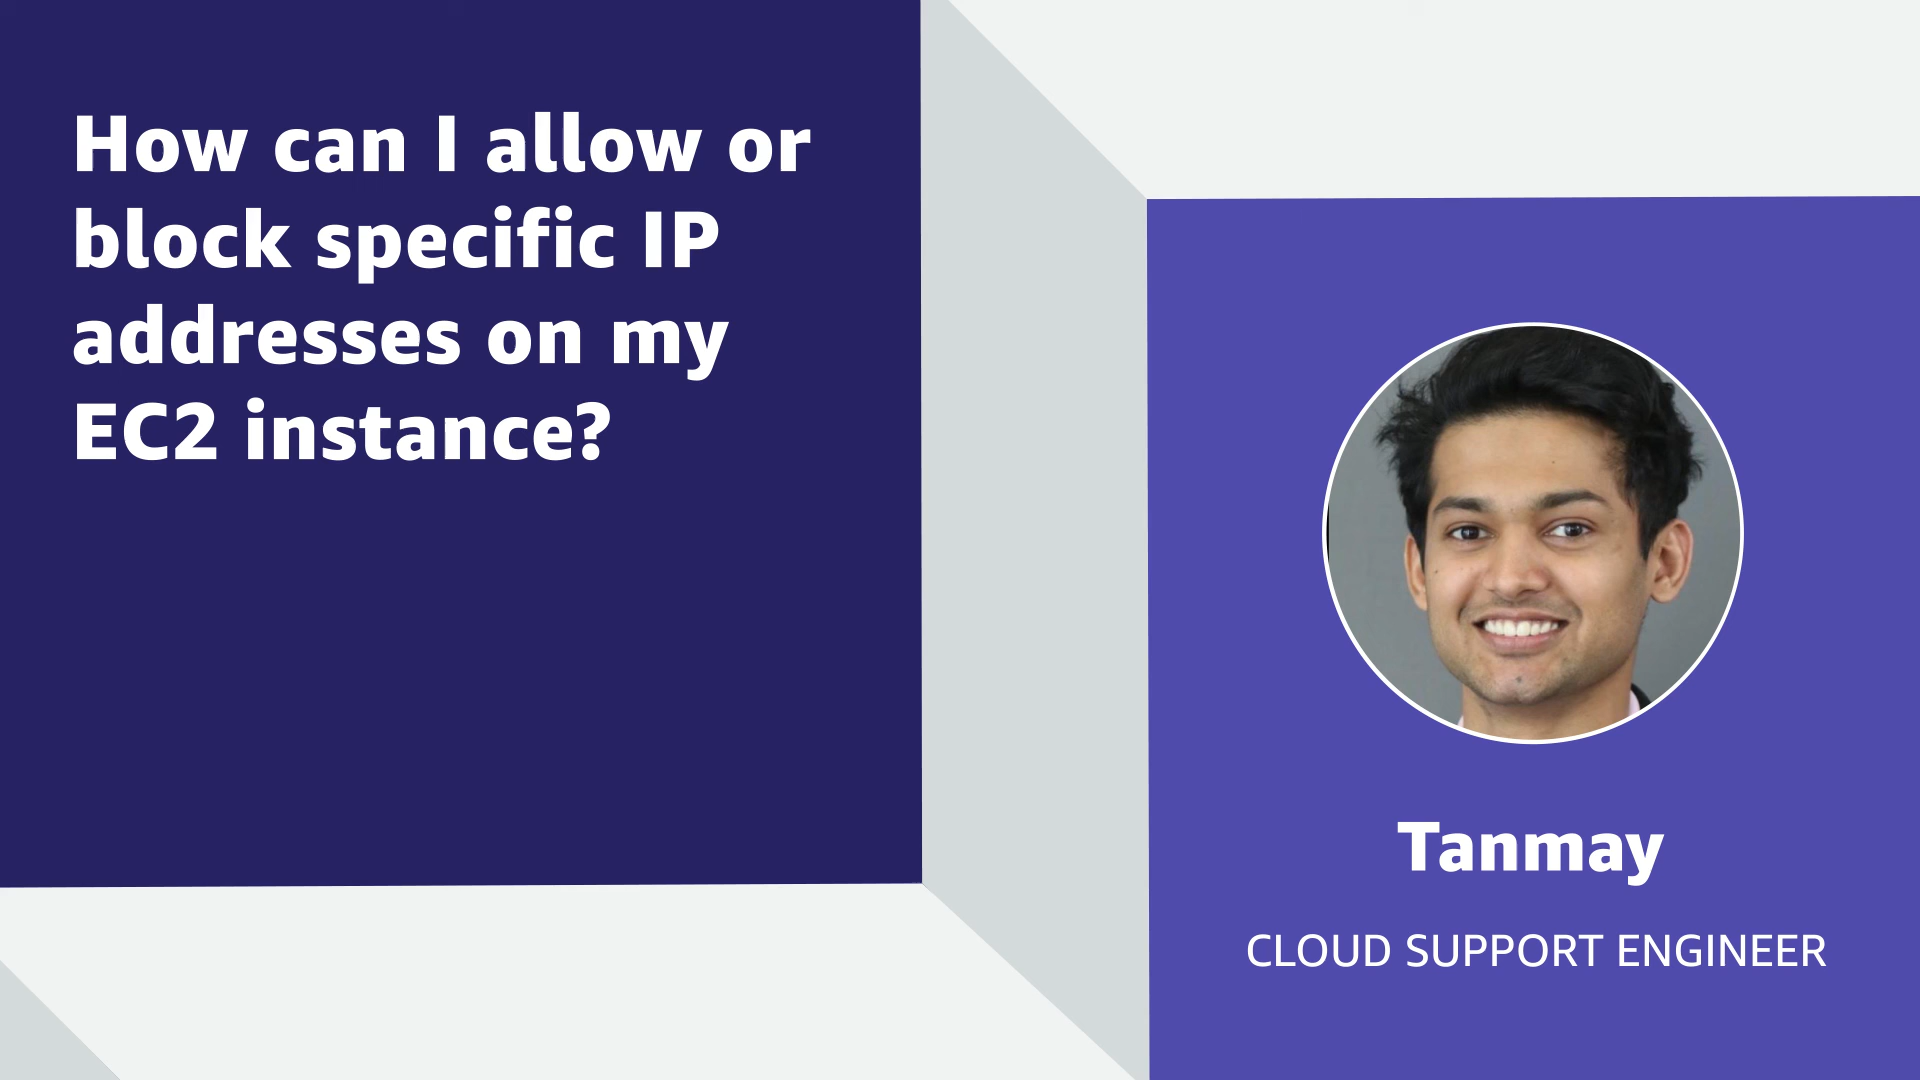 How can I allow or
block specific IP
addresses on my
EC2 instance?
Tanmay
CLOUD SUPPORT ENGINEER